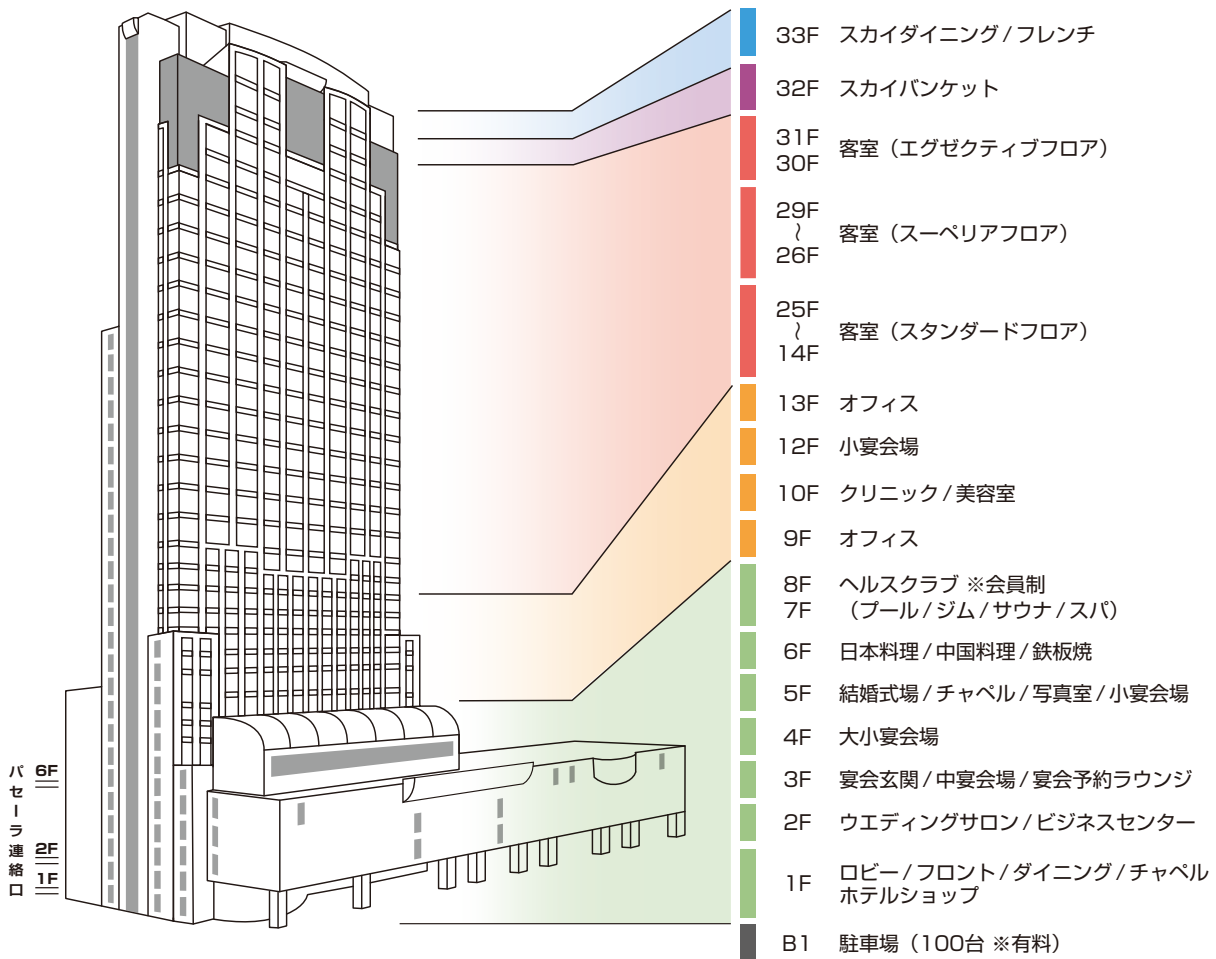 33F スカイダイニング / フレンチ
32F スカイバンケット
31F
30F
客室（エグゼクティブフロア）
29F
〜
26F
客室（スーペリアフロア）
25F
〜
14F
客室（スタンダードフロア）
13F オフィス
12F 小宴会場
10F クリニック / 美容室
9F オフィス
8F ヘルスクラブ ※会員制
7F （プール / ジム / サウナ / スパ）
6F 日本料理 / 中国料理 / 鉄板焼
5F 結婚式場 / チャペル / 写真室 / 小宴会場
4F 大小宴会場
3F 宴会玄関 / 中宴会場 / 宴会予約ラウンジ
2F ウエディングサロン / ビジネスセンター
1F ロビー / フロント / ダイニング / チャペル
ホテルショップ
B1 駐車場（100台 ※有料）
パセーラ連絡口
6F
2F
1F